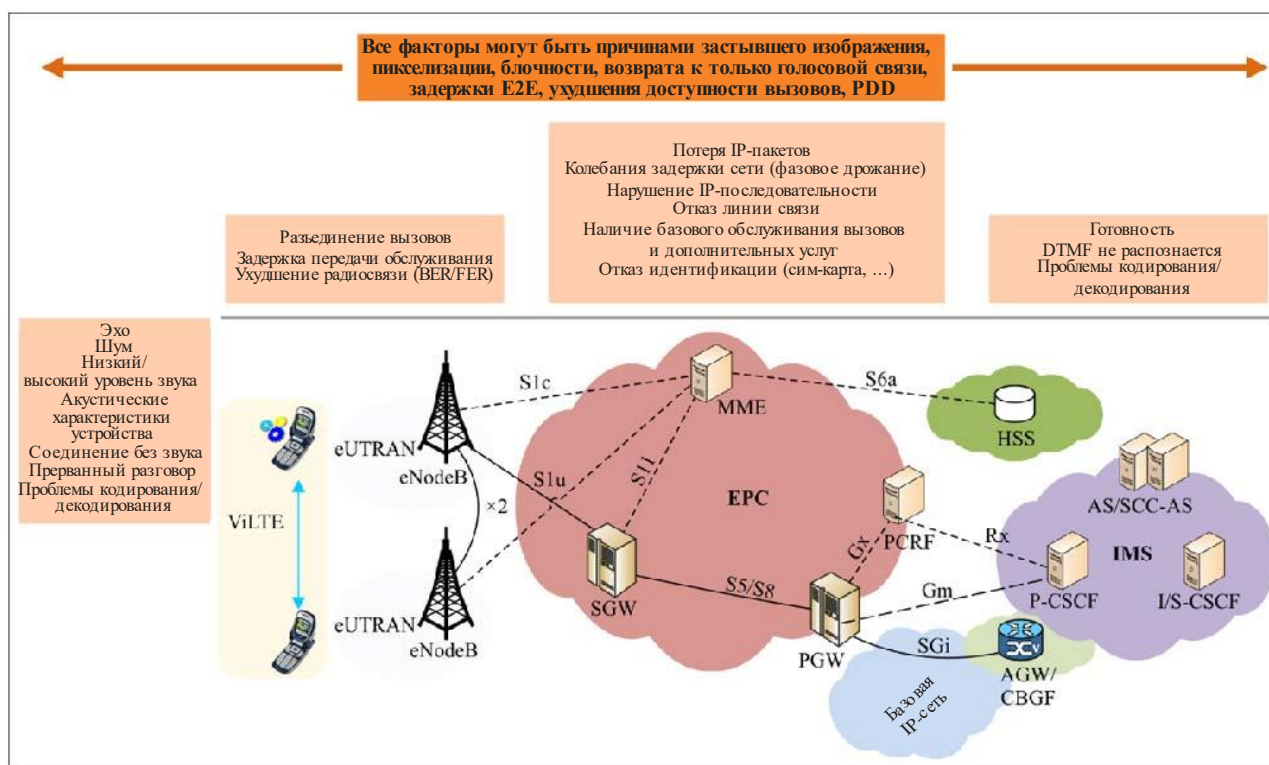 Все факторы могут быть причинами застывшего изображения,
пикселизации, блочности, возврата к только голосовой связи,
задержки E2E, ухудшения доступности вызовов, PDD
Потеря IP-пакетов
Колебания задержки сети (фазовое дрожание)
Нарушение IP-последовательности
Отказ линии связи
Наличие базового обслуживания вызовов
и дополнительных услуг
Отказ идентификации (сим-карта, …)
Разъединение вызовов
Задержка передачи обслуживания
Ухудшение радиосвязи (BER/FER)
Готовность
DTMF не распознается
Проблемы кодирования/
декодирования
Эхо
Шум
Низкий/
высокий уровень звука
Акустические
характеристики
устройства
Соединение без звука
Прерванный разговор
Проблемы кодирования/
декодирования
ViLTE
eUTRAN
eNodeB
×2
eUTRAN
eNodeB
S1c
S1u
S11
MME
S6a
HSS
EPC
SGW
S5/S8
PGW
Gx
PCRF
Rx
Gm
SGi
AS/SCC-AS
IMS
P-CSCF
I/S-CSCF
AGW/
CBGF
V
Базовая
IP-сеть